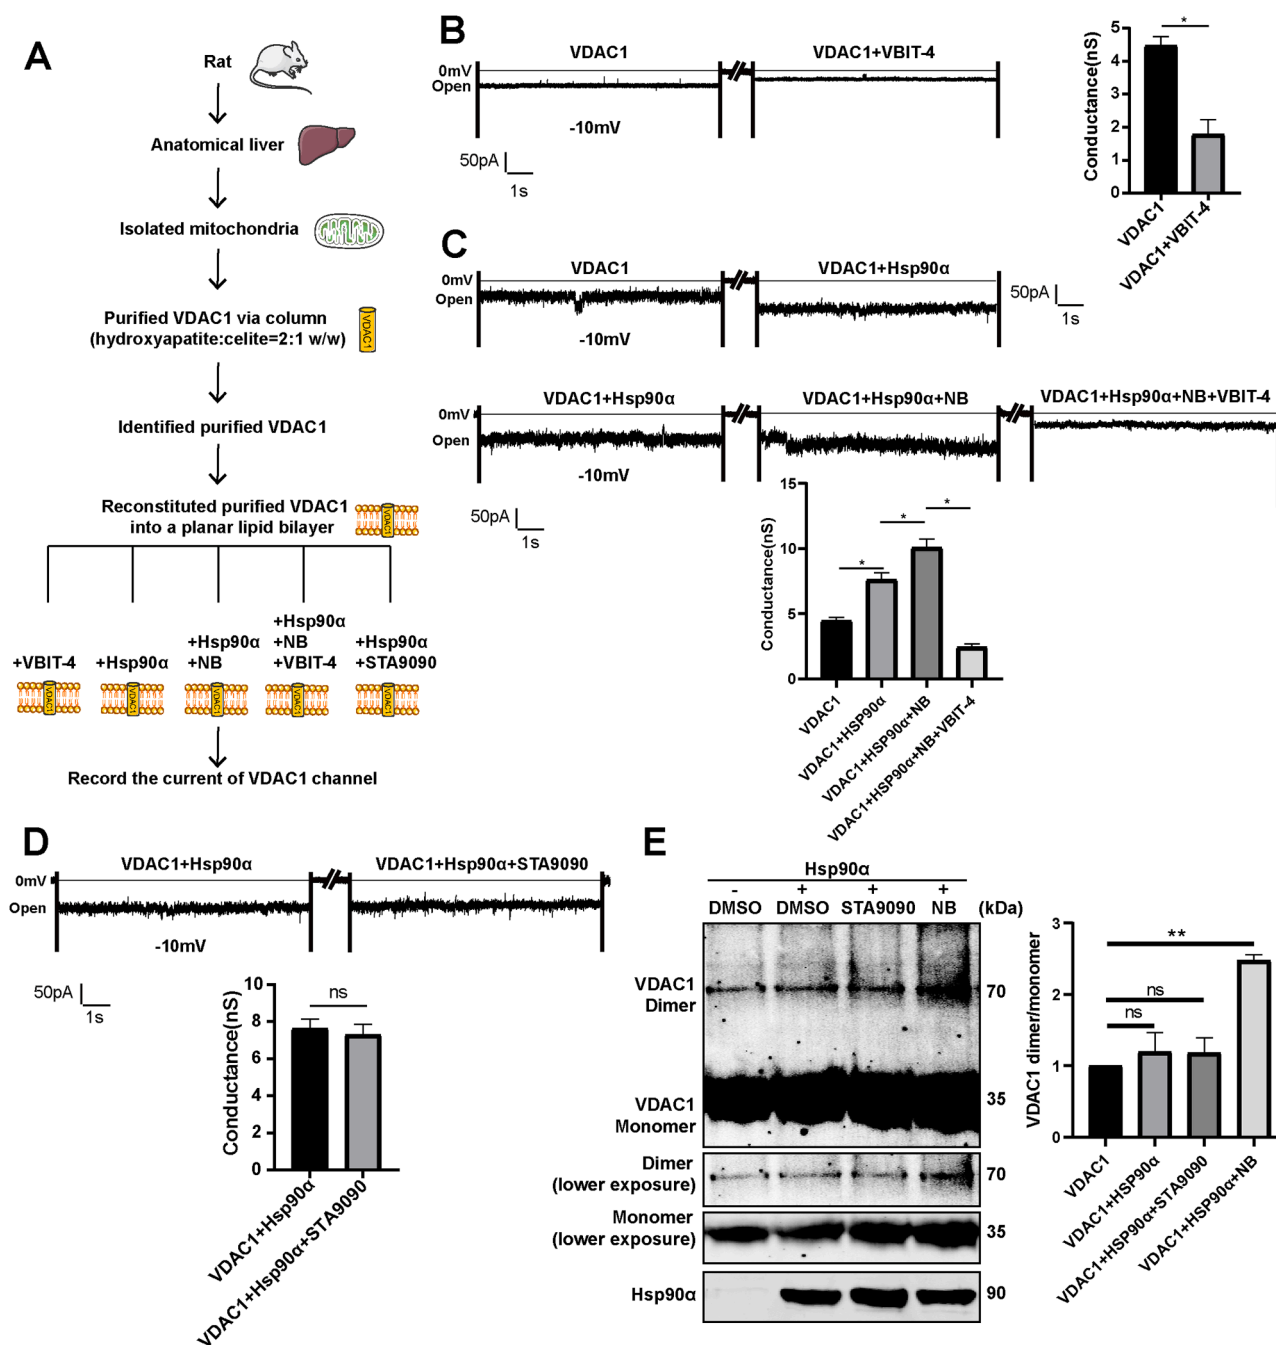 A
Rat
Anatomical liver
Isolated mitochondria
Purified VDAC1 via column
(hydroxyapatite:celite=2:1 w/w)
VDAC1
Identified purified VDAC1
Reconstituted purified VDAC1
into a planar lipid bilayer
VDAC1
+VBIT-4
+Hsp90α
+Hsp90α
+NB
+Hsp90α
+NB
+VBIT-4
+Hsp90α
+STA9090
VDAC1
VDAC1
VDAC1
VDAC1
VDAC1
Record the current of VDAC1 channel
B
VDAC1
VDAC1+VBIT-4
0mV
Open
-10mV
50pA
1s
Conductance(nS)
5
4
3
2
1
0
*
VDAC1
VDAC1+VBIT-4
C
VDAC1
VDAC1+Hsp90α
0mV
Open
-10mV
50pA
1s
VDAC1+Hsp90α
VDAC1+Hsp90α+NB
VDAC1+Hsp90α+NB+VBIT-4
0mV
Open
-10mV
50pA
1s
Conductance(nS)
15
10
5
0
*
*
*
VDAC1
VDAC1+HSP90α
VDAC1+HSP90α+NB
VDAC1+HSP90α+NB+VBIT-4
D
VDAC1+Hsp90α
VDAC1+Hsp90α+STA9090
0mV
Open
-10mV
50pA
1s
Conductance(nS)
10
8
6
4
2
0
ns
VDAC1+Hsp90α
VDAC1+Hsp90α+STA9090
E
Hsp90α
- + + +
DMSO DMSO STA9090 NB (kDa)
VDAC1
Dimer
70
VDAC1
Monomer
35
Dimer
(lower exposure)
70
Monomer
(lower exposure)
35
Hsp90α
90
VDAC1 dimer/monomer
3
2
1
0
**
ns
ns
VDAC1
VDAC1+HSP90α
VDAC1+HSP90α+STA9090
VDAC1+HSP90α+NB